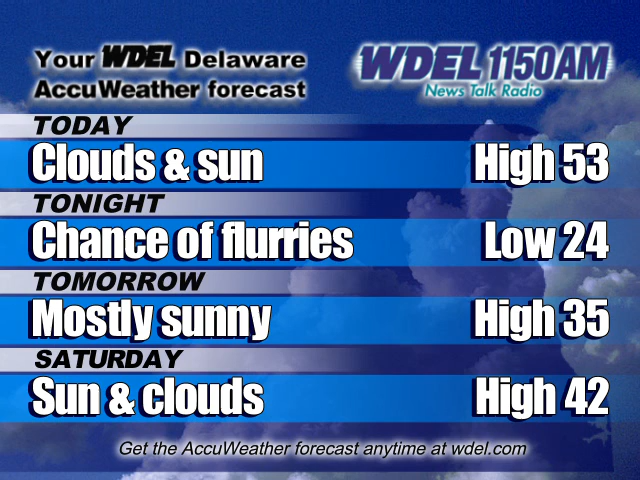 Your WDEL Delaware
AccuWeather forecast
WDEL 1150AM
News Talk Radio
TODAY
Clouds & sun High 53
TONIGHT
Chance of flurries Low 24
TOMORROW
Mostly sunny High 35
SATURDAY
Sun & clouds High 42
Get the AccuWeather forecast anytime at wdel.com